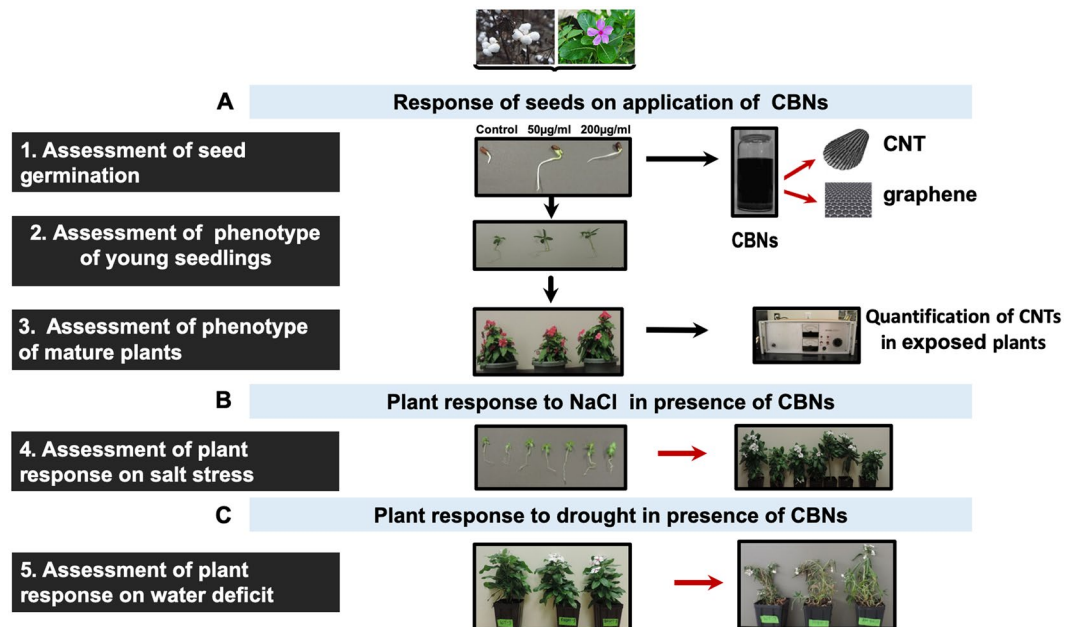 A
Response of seeds on application of CBNs
Control 50µg/ml 200µg/ml
1. Assessment of seed
germination
CNT
graphene
CBNs
2. Assessment of phenotype
of young seedlings
3. Assessment of phenotype
of mature plants
Quantification of CNTs
in exposed plants
B
Plant response to NaCl in presence of CBNs
4. Assessment of plant
response on salt stress
C
Plant response to drought in presence of CBNs
5. Assessment of plant
response on water deficit